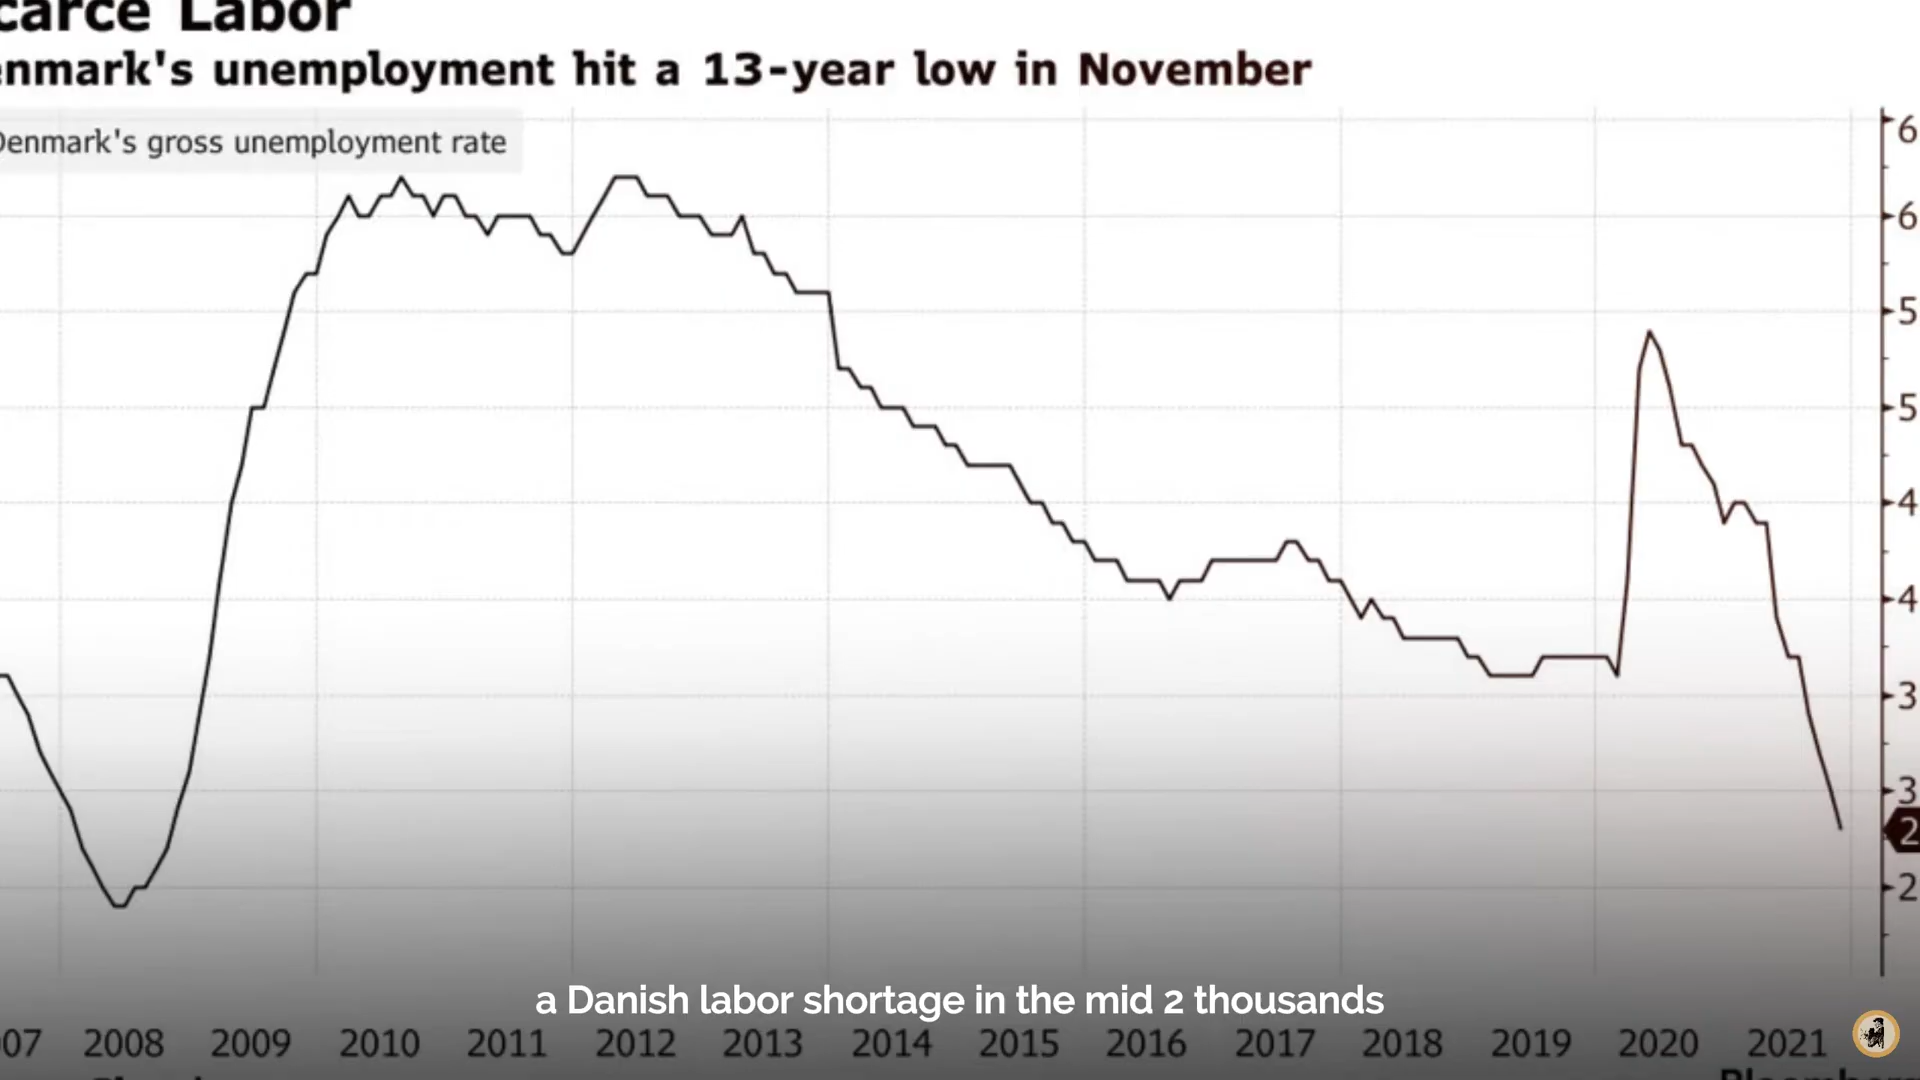 carce Labor
enmark's unemployment hit a 13-year low in November
Denmark's gross unemployment rate
6
6
5
5
4
4
3
3
2
2
a Danish labor shortage in the mid 2 thousands
07 2008 2009 2010 2011 2012 2013 2014 2015 2016 2017 2018 2019 2020 2021